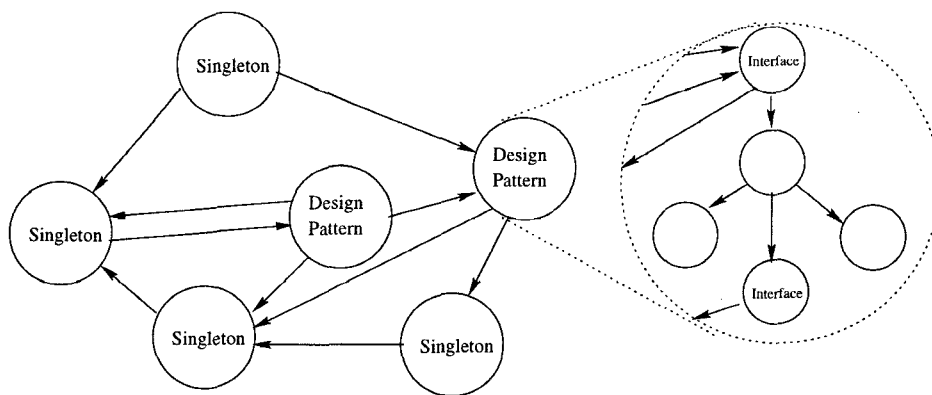 Singleton
Interface
Design
Pattern
Design
Pattern
Singleton
Interface
Singleton
Singleton